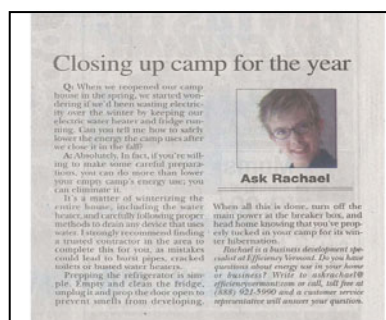 Closing up camp for the year
Q: When we reopened our camp
house in the spring, we started won-
dering if we'd been wasting electric-
ity over the winter by keeping our
electric water heater and fridge run-
ning. Can you tell me how to safely
lower the energy the camp uses after
we close it in the fall?
A: Absolutely. In fact, if you're will-
ing to make some careful prepara-
tions, you can do more than lower
your empty camp's energy use; you
can eliminate it.
It's a matter of winterizing the
entire house, including the water
heater, and carefully following proper
methods to drain any device that uses
water. I strongly recommend finding
a trusted contractor in the area to
complete this for you, as mistakes
could lead to burst pipes, cracked
toilets or busted water heaters.
Prepping the refrigerator is sim-
ple. Empty and clean the fridge,
unplug it and prop the door open to
prevent smells from developing.
Ask Rachael
When all this is done, turn off the
main power at the breaker box, and
head home knowing that you've prop-
erly tucked in your camp for its win-
ter hibernation.
Rachael is a business development spe-
cialist at Efficiency Vermont. Do you have
questions about energy use in your home
or business? Write to askrachael@
efficiencyvermont.com or call, toll free at
(888) 921-5990 and a customer service
representative will answer your question.